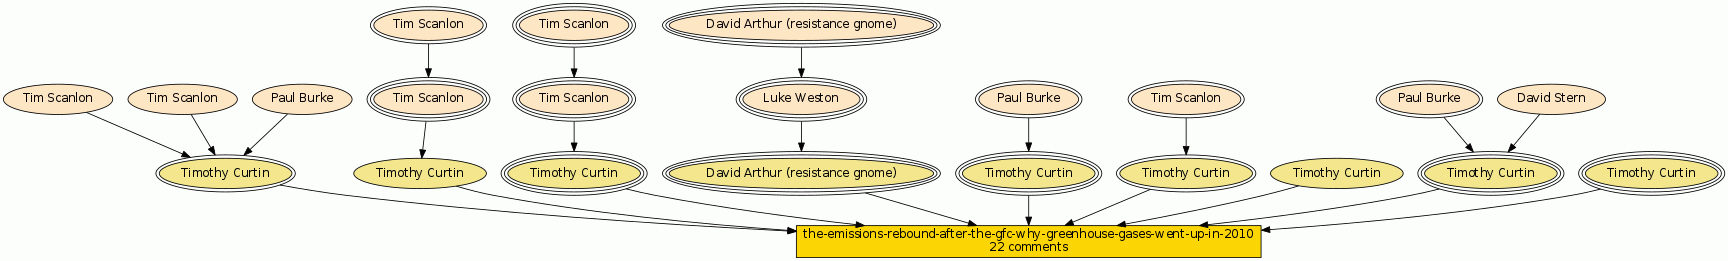 Tim Scanlon
Tim Scanlon
David Arthur (resistance gnome)
Tim Scanlon
Tim Scanlon
Paul Burke
Tim Scanlon
Tim Scanlon
Luke Weston
Paul Burke
Tim Scanlon
Paul Burke
David Stern
Timothy Curtin
Timothy Curtin
Timothy Curtin
David Arthur (resistance gnome)
Timothy Curtin
Timothy Curtin
Timothy Curtin
Timothy Curtin
Timothy Curtin
the-emissions-rebound-after-the-gfc-why-greenhouse-gases-went-up-in-2010
22 comments